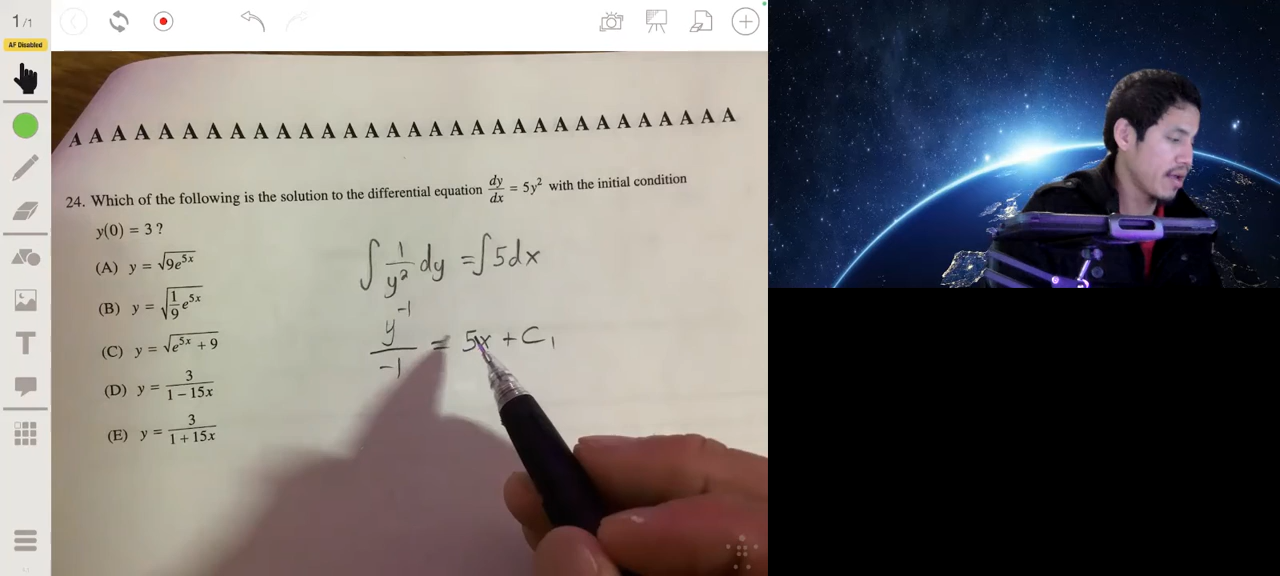 1/1
AF Disabled
A A A A A A A A A A A A A A A A A A A A A A A A A A A A A A
24. Which of the following is the solution to the differential equation dy/dx = 5y² with the initial condition
y(0) = 3 ?
(A) y = √9e^{5x}
(B) y = √(1/9 e^{5x})
(C) y = √e^{5x} + 9
(D) y = 3/(1 − 15x)
(E) y = 3/(1 + 15x)
∫ 1/y² dy = ∫ 5dx
y⁻¹/−1 = 5x + C₁
T